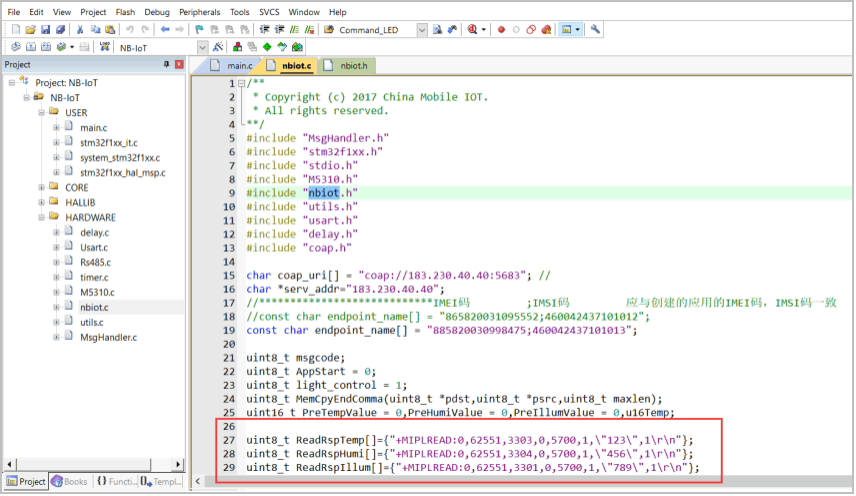 File Edit View Project Flash Debug Peripherals Tools SVCS Window Help
Command_LED
LOAD NB-IoT
Project
main.c nbiot.c nbiot.h
Project: NB-IoT
NB-IoT
USER
main.c
stm32f1xx_it.c
system_stm32f1xx.c
stm32f1xx_hal_msp.c
CORE
HALLIB
HARDWARE
delay.c
Usart.c
Rs485.c
timer.c
M5310.c
nbiot.c
utils.c
MsgHandler.c
Project Books {} Functi... Templ...
1 /**
2 * Copyright (c) 2017 China Mobile IOT.
3 * All rights reserved.
4 **/
5 #include "MsgHandler.h"
6 #include "stm32f1xx.h"
7 #include "stdio.h"
8 #include "M5310.h"
9 #include "nbiot.h"
10 #include "utils.h"
11 #include "usart.h"
12 #include "delay.h"
13 #include "coap.h"
14
15 char coap_uri[] = "coap://183.230.40.40:5683"; //
16 char *serv_addr="183.230.40.40";
17 //****************************IMEI码 ;IMSI码 应与创建的应用的IMEI码，IMSI码一致
18 //const char endpoint_name[] = "865820031095552;460042437101012";
19 const char endpoint_name[] = "885820030998475;460042437101013";
20
21 uint8_t msgcode;
22 uint8_t AppStart = 0;
23 uint8_t light_control = 1;
24 uint8_t MemCpyEndComma(uint8_t *pdst,uint8_t *psrc,uint8_t maxlen);
25 uint16_t PreTempValue = 0,PreHumiValue = 0,PreIllumValue = 0,u16Temp;
26
27 uint8_t ReadRspTemp[]={"+MIPLREAD:0,62551,3303,0,5700,1,\"123\",1\r\n"};
28 uint8_t ReadRspHumi[]={"+MIPLREAD:0,62551,3304,0,5700,1,\"456\",1\r\n"};
29 uint8_t ReadRspIllum[]={"+MIPLREAD:0,62551,3301,0,5700,1,\"789\",1\r\n"};